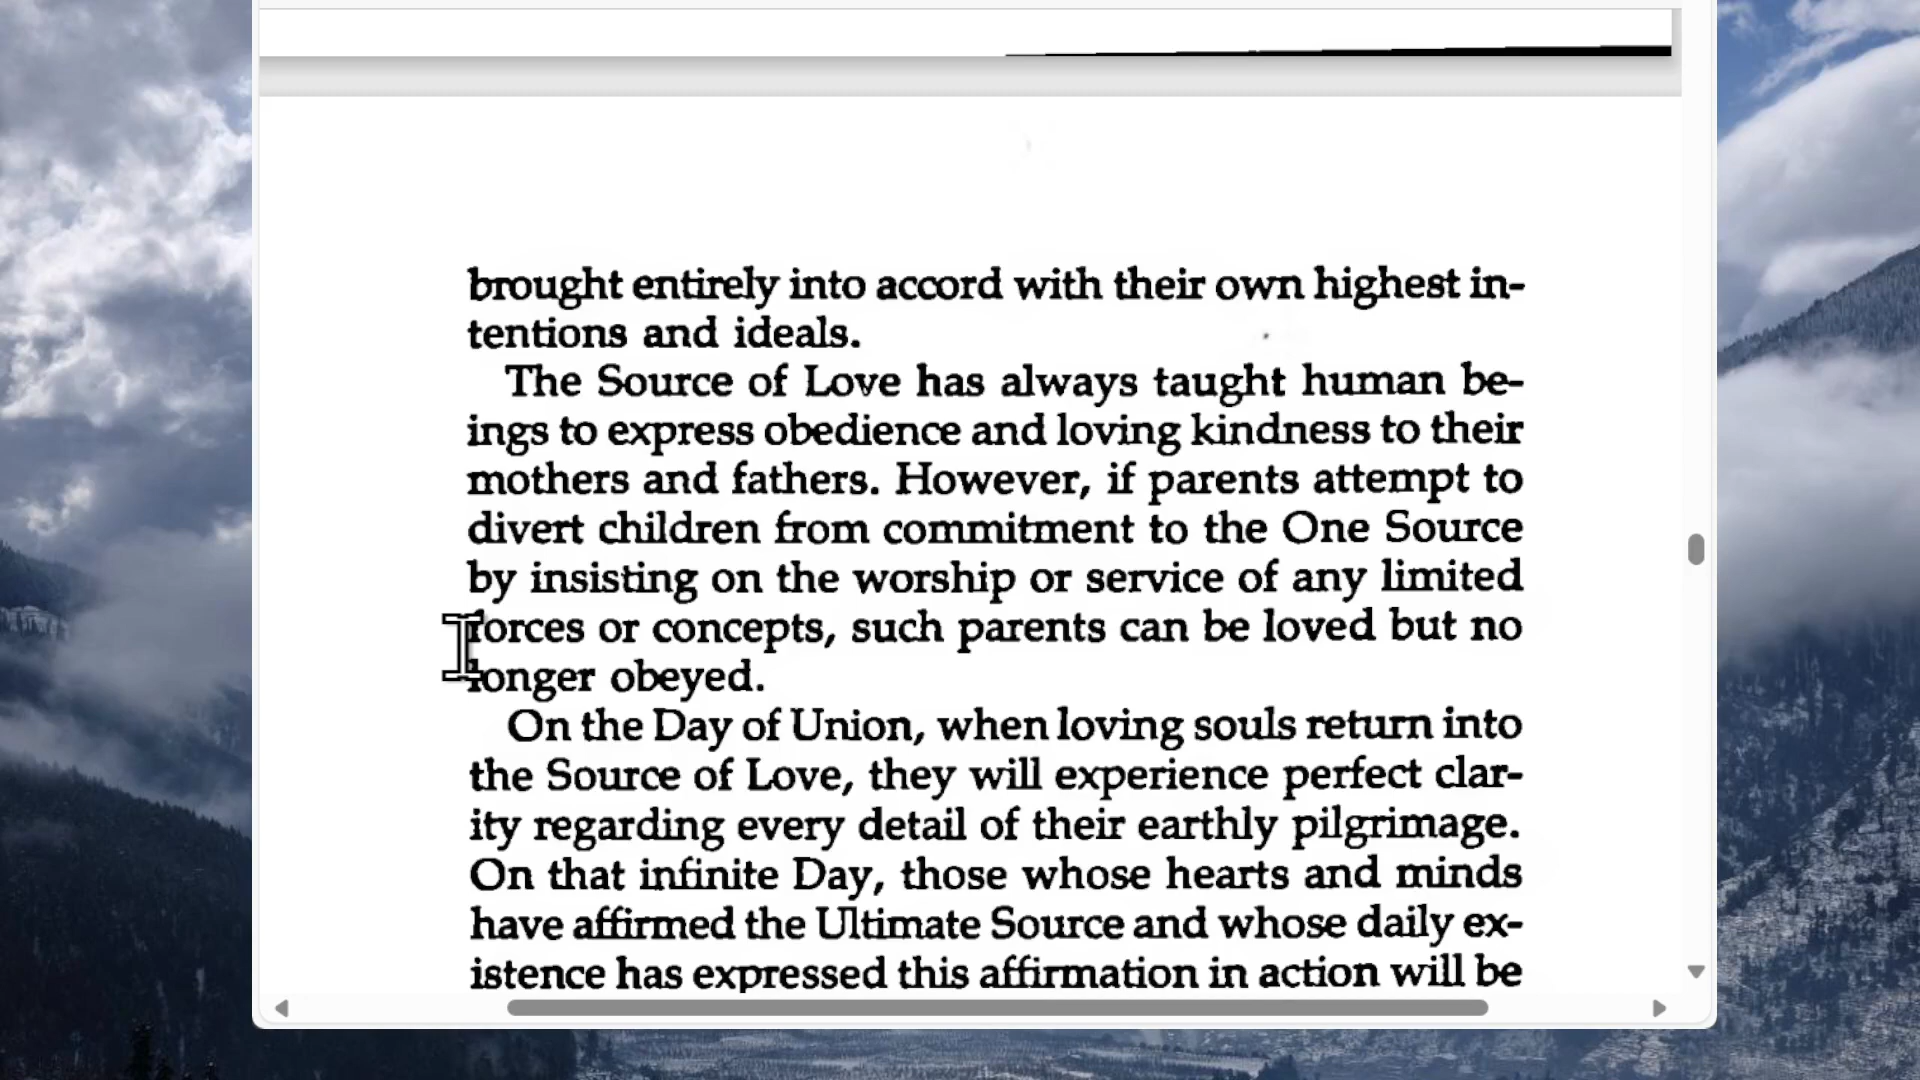 brought entirely into accord with their own highest in-
tentions and ideals.
The Source of Love has always taught human be-
ings to express obedience and loving kindness to their
mothers and fathers. However, if parents attempt to
divert children from commitment to the One Source
by insisting on the worship or service of any limited
forces or concepts, such parents can be loved but no
longer obeyed.
On the Day of Union, when loving souls return into
the Source of Love, they will experience perfect clar-
ity regarding every detail of their earthly pilgrimage.
On that infinite Day, those whose hearts and minds
have affirmed the Ultimate Source and whose daily ex-
istence has expressed this affirmation in action will be